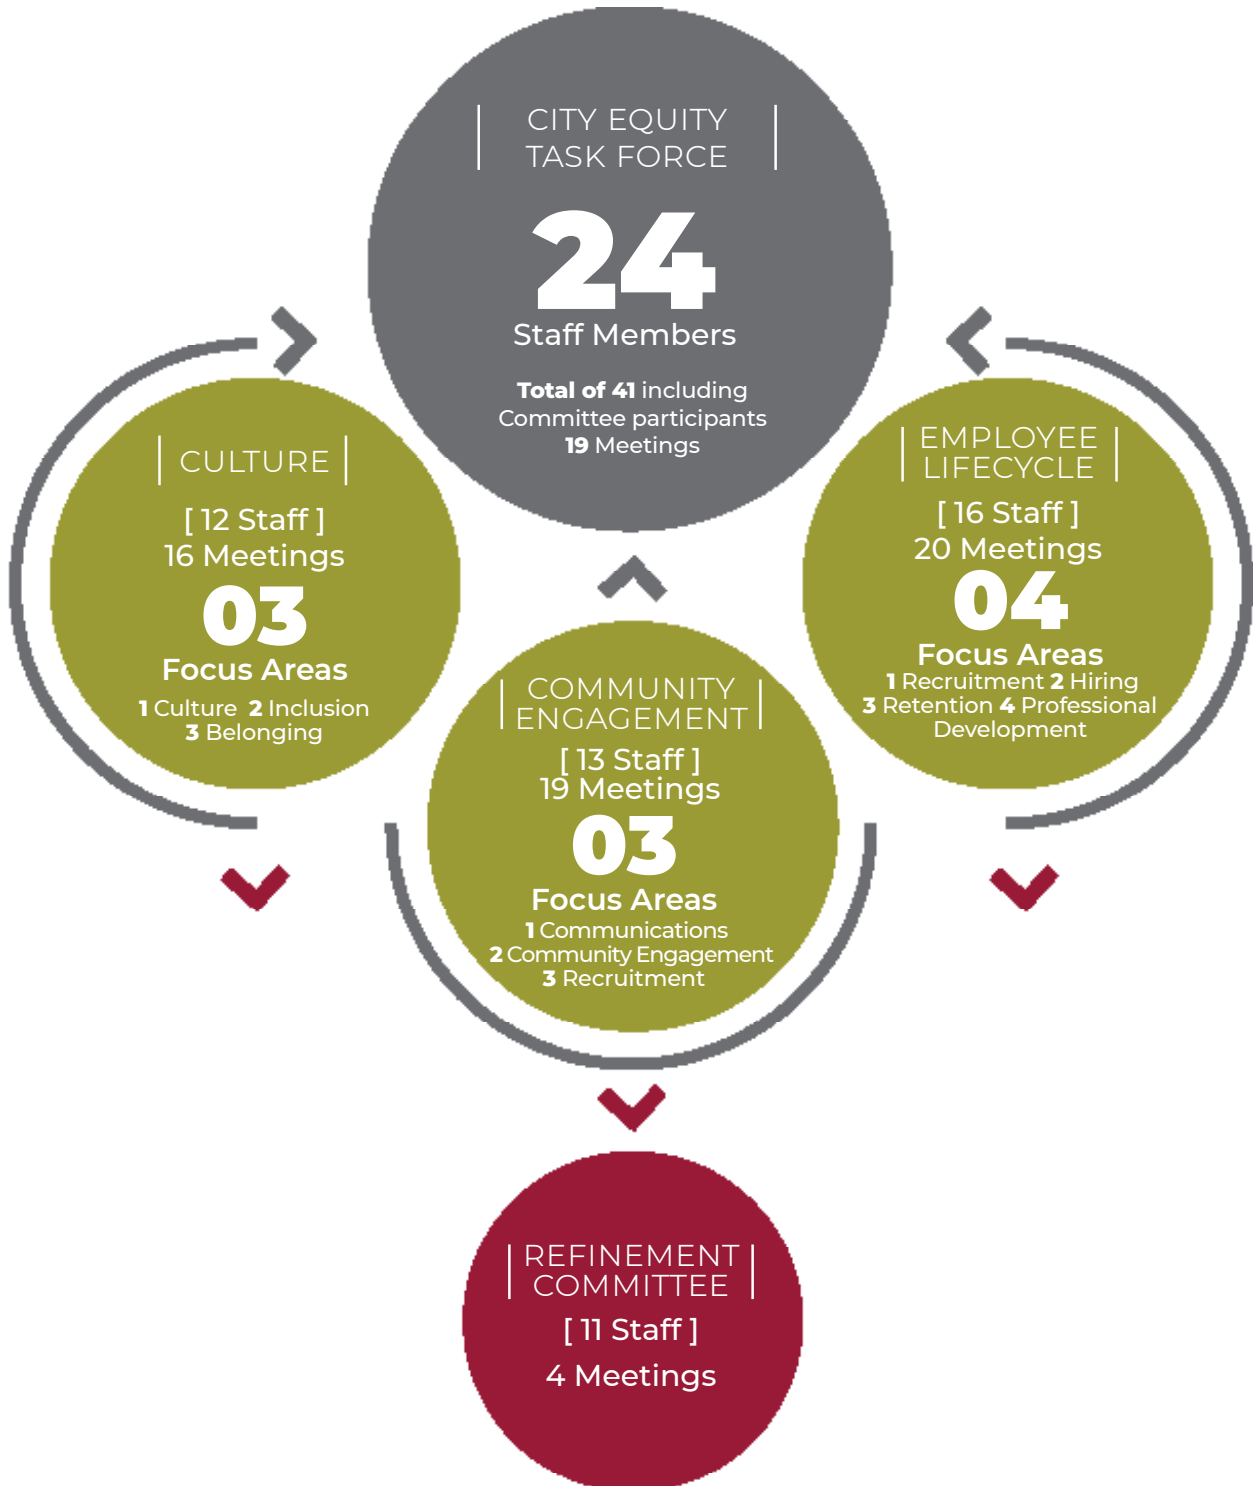 CITY EQUITY
TASK FORCE
24
Staff Members
Total of 41 including
Committee participants
19 Meetings
CULTURE
[ 12 Staff ]
16 Meetings
03
Focus Areas
1 Culture 2 Inclusion
3 Belonging
EMPLOYEE
LIFECYCLE
[ 16 Staff ]
20 Meetings
04
Focus Areas
1 Recruitment 2 Hiring
3 Retention 4 Professional
Development
COMMUNITY
ENGAGEMENT
[ 13 Staff ]
19 Meetings
03
Focus Areas
1 Communications
2 Community Engagement
3 Recruitment
REFINEMENT
COMMITTEE
[ 11 Staff ]
4 Meetings